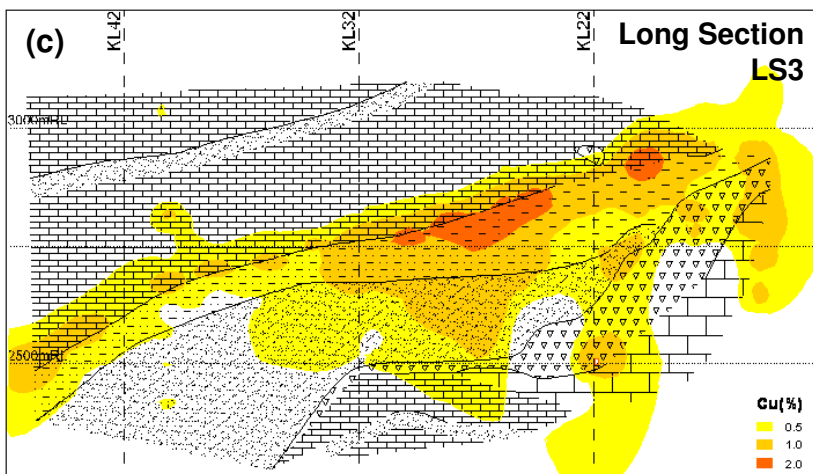 (c)
KL42
KL32
KL22
Long Section
LS3
3000mRL
2500mRL
Cu(%)
0.5
1.0
2.0